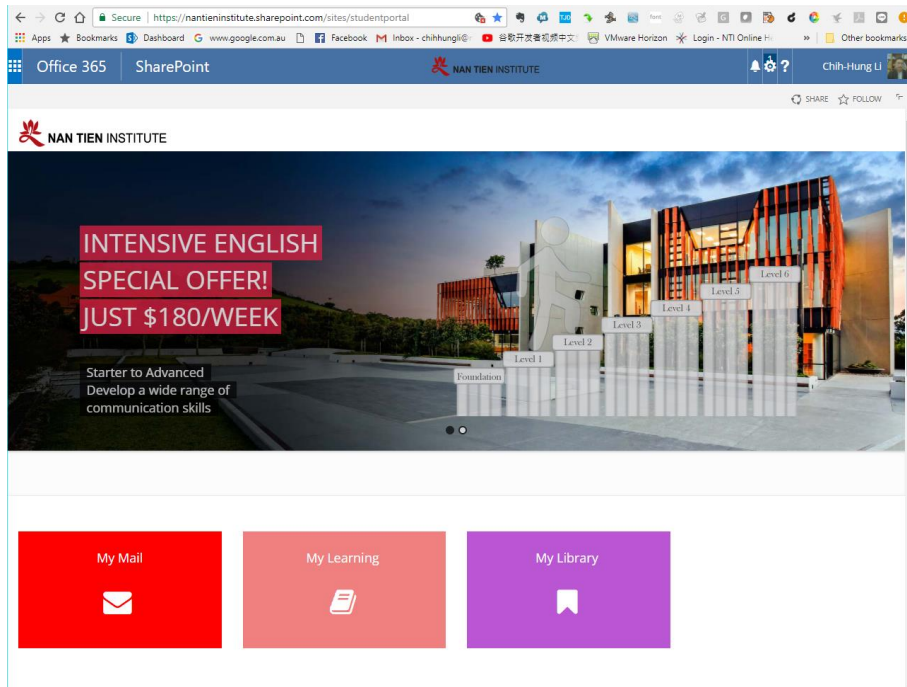 Secure | https://nantieninstitute.sharepoint.com/sites/studentportal
Apps Bookmarks Dashboard www.google.com.au Facebook Inbox - chihhungli@ 谷歌开发者视频中文 VMware Horizon Login - NTI Online H » Other bookmarks
Office 365 SharePoint NAN TIEN INSTITUTE ? Chih-Hung Li
SHARE FOLLOW
NAN TIEN INSTITUTE
INTENSIVE ENGLISH
SPECIAL OFFER!
JUST $180/WEEK
Starter to Advanced
Develop a wide range of
communication skills
Foundation
Level 1
Level 2
Level 3
Level 4
Level 5
Level 6
My Mail
My Learning
My Library